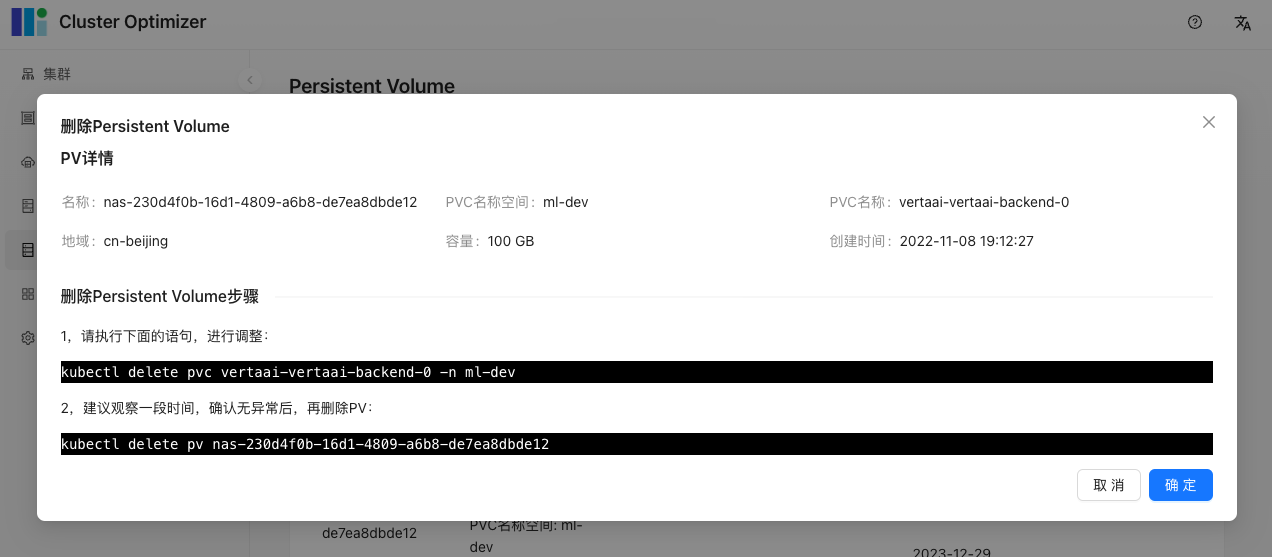 Cluster Optimizer
集群
Persistent Volume
删除Persistent Volume
PV详情
名称： nas-230d4f0b-16d1-4809-a6b8-de7ea8dbde12 PVC名称空间： ml-dev PVC名称： vertaai-vertaai-backend-0
地域： cn-beijing 容量： 100 GB 创建时间： 2022-11-08 19:12:27
删除Persistent Volume步骤
1，请执行下面的语句，进行调整：
kubectl delete pvc vertaai-vertaai-backend-0 -n ml-dev
2，建议观察一段时间，确认无异常后，再删除PV：
kubectl delete pv nas-230d4f0b-16d1-4809-a6b8-de7ea8dbde12
取 消 确 定
de7ea8dbde12 PVC名称空间: ml-
dev
2023-12-29